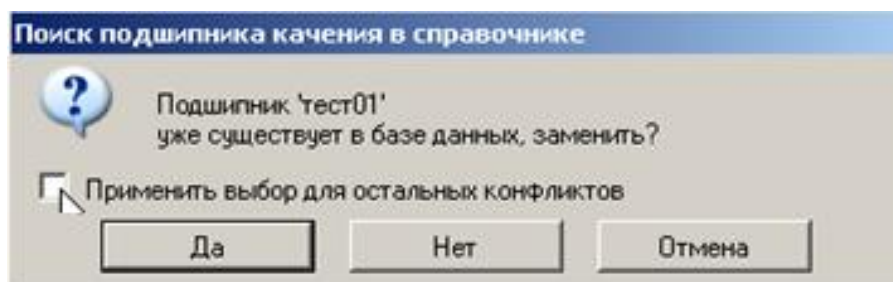 Поиск подшипника качения в справочнике
Подшипник 'тест01'
уже существует в базе данных, заменить?
Применить выбор для остальных конфликтов
Да Нет Отмена